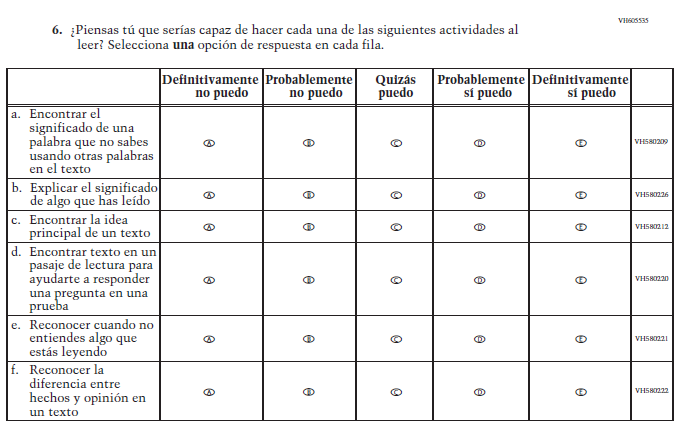 VH605535
6. ¿Piensas tú que serías capaz de hacer cada una de las siguientes actividades al
leer? Selecciona una opción de respuesta en cada fila.
Definitivamente no puedo Probablemente no puedo Quizás puedo Probablemente sí puedo Definitivamente sí puedo
a. Encontrar el
significado de una
palabra que no sabes
usando otras palabras
en el texto
A B C D E VH580209
b. Explicar el significado
de algo que has leído
A B C D E VH580226
c. Encontrar la idea
principal de un texto
A B C D E VH580212
d. Encontrar texto en un
pasaje de lectura para
ayudarte a responder
una pregunta en una
prueba
A B C D E VH580220
e. Reconocer cuando no
entiendes algo que
estás leyendo
A B C D E VH580221
f. Reconocer la
diferencia entre
hechos y opinión en
un texto
A B C D E VH580222